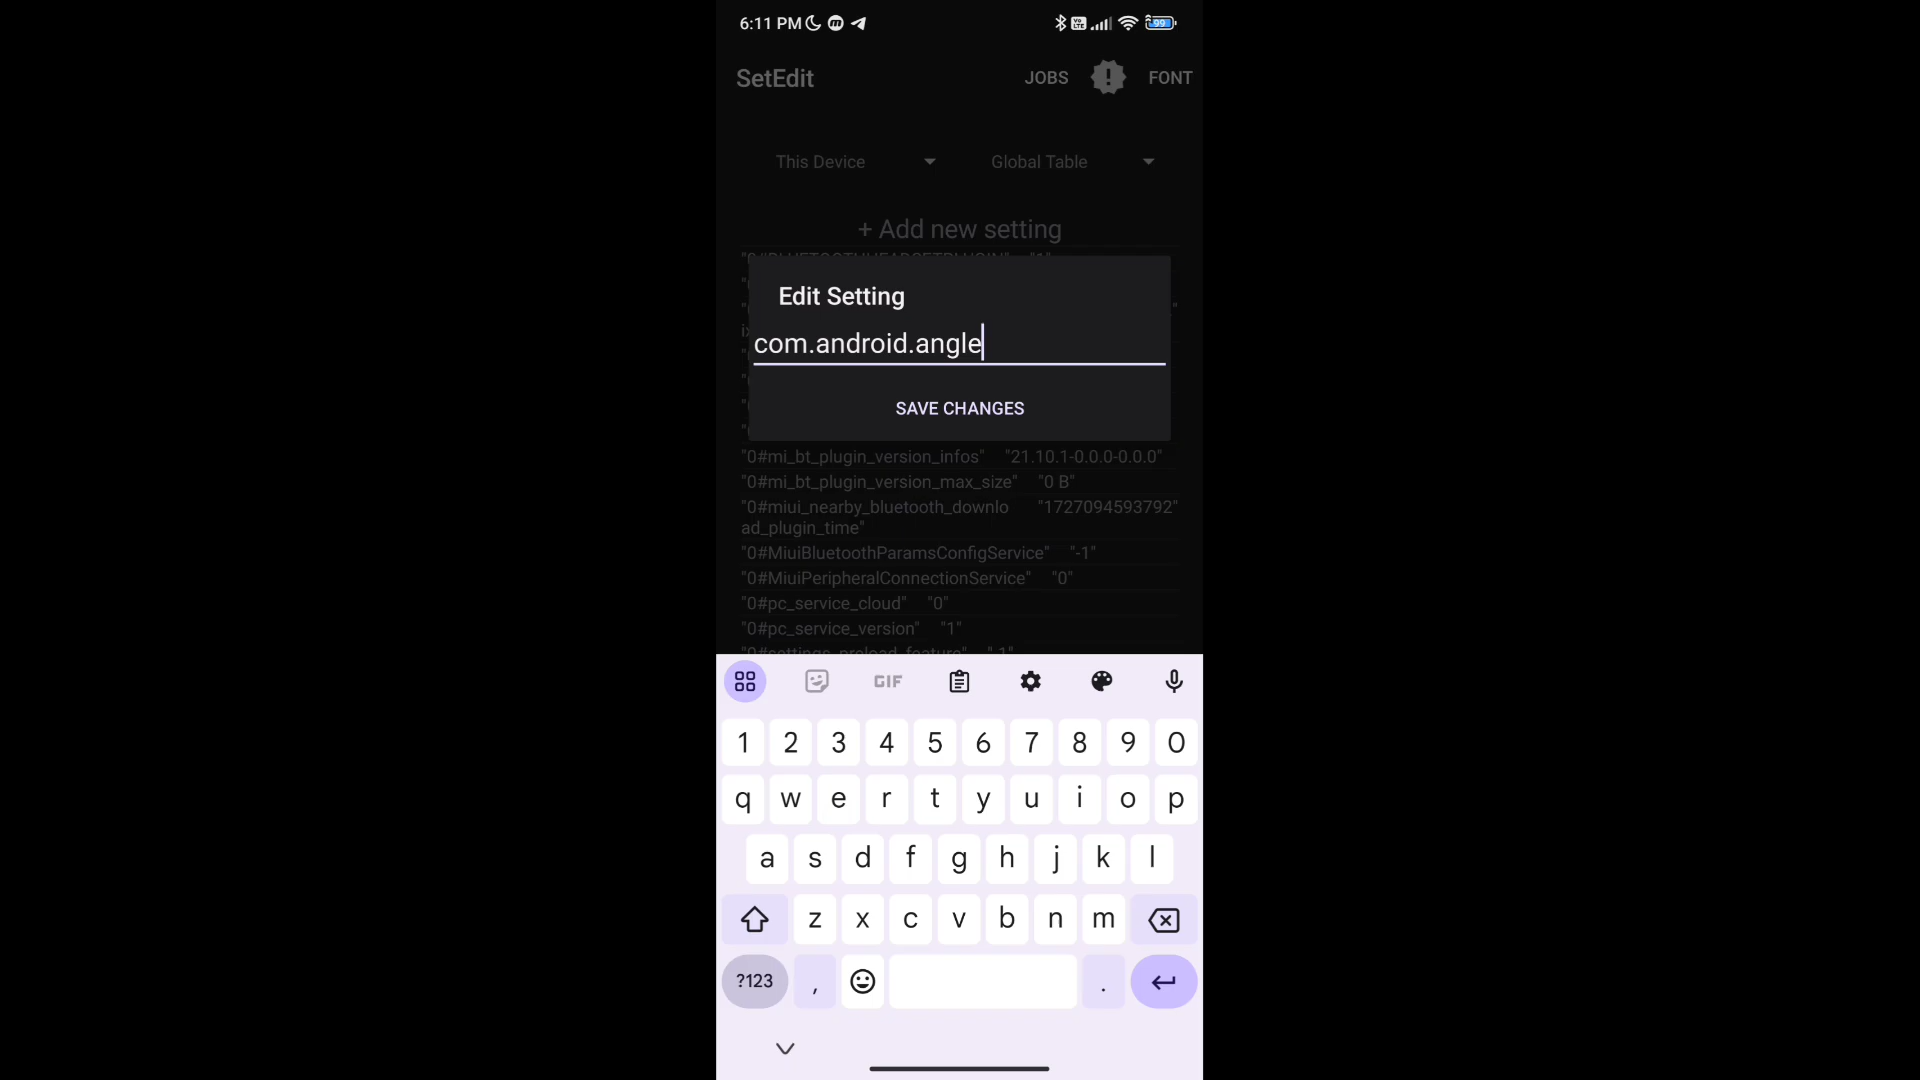 6:11 PM
99
SetEdit JOBS FONT
This Device Global Table
+ Add new setting
Edit Setting
com.android.angle
SAVE CHANGES
"0#mi_bt_plugin_version_infos" "21.10.1-0.0.0-0.0.0"
"0#mi_bt_plugin_version_max_size" "0 B"
"0#miui_nearby_bluetooth_downlo "1727094593792"
ad_plugin_time"
"0#MiuiBluetoothParamsConfigService" "-1"
"0#MiuiPeripheralConnectionService" "0"
"0#pc_service_cloud" "0"
"0#pc_service_version" "1"
GIF
1 2 3 4 5 6 7 8 9 0
q w e r t y u i o p
a s d f g h j k l
z x c v b n m
?123 , .